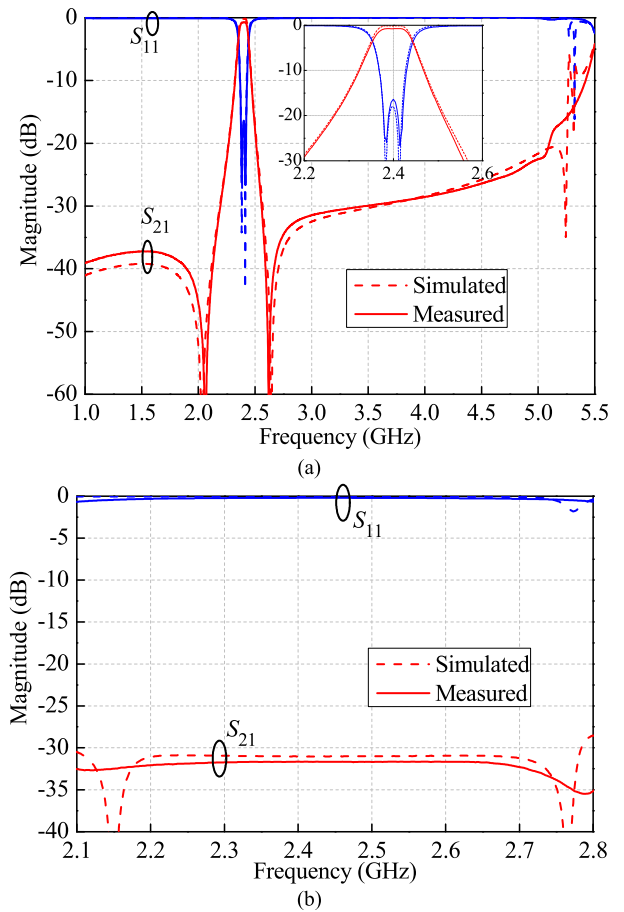 0
-10
-20
-30
-40
-50
-60
Magnitude (dB)
S11
S21
0
-10
-20
-30
2.2
2.4
2.6
Simulated
Measured
1.0 1.5 2.0 2.5 3.0 3.5 4.0 4.5 5.0 5.5
Frequency (GHz)
(a)
0
-5
-10
-15
-20
-25
-30
-35
-40
Magnitude (dB)
S11
Simulated
Measured
S21
2.1 2.2 2.3 2.4 2.5 2.6 2.7 2.8
Frequency (GHz)
(b)